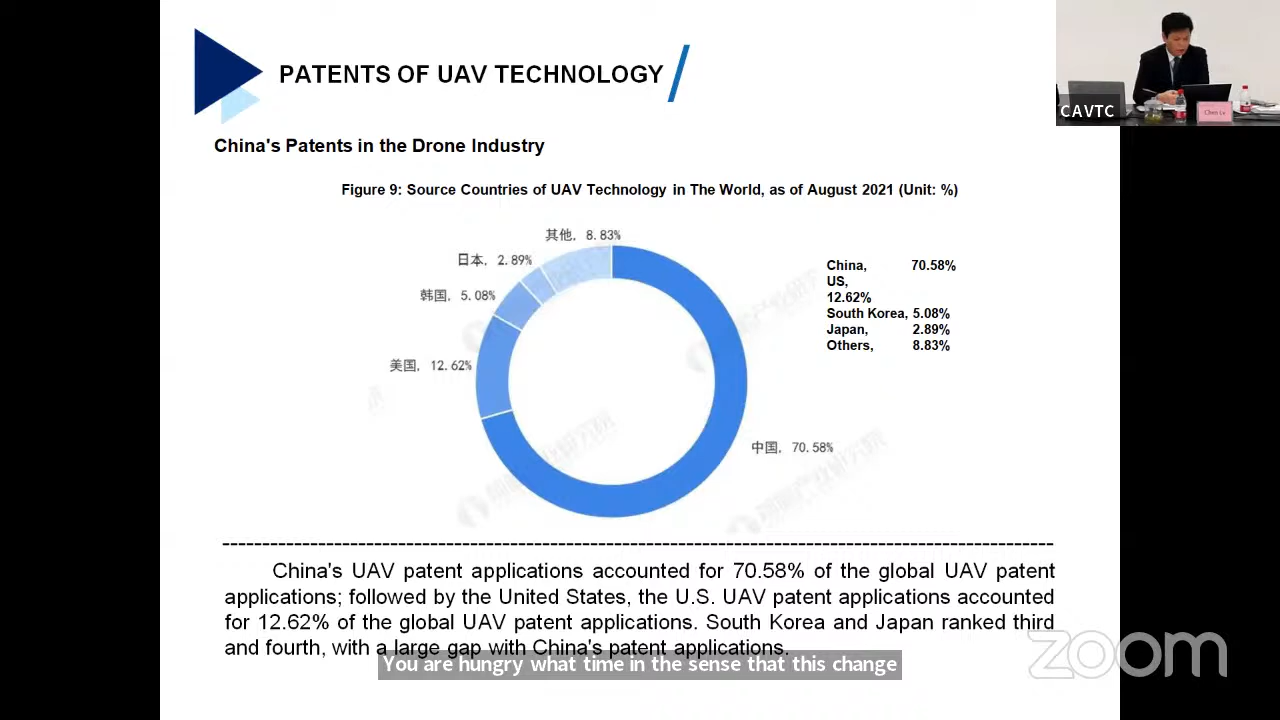 PATENTS OF UAV TECHNOLOGY
CAVTC
Chen Le
China's Patents in the Drone Industry
Figure 9: Source Countries of UAV Technology in The World, as of August 2021 (Unit: %)
其他, 8.83%
日本, 2.89%
韩国, 5.08%
美国, 12.62%
中国, 70.58%
China, 70.58%
US,
12.62%
South Korea, 5.08%
Japan, 2.89%
Others, 8.83%
China's UAV patent applications accounted for 70.58% of the global UAV patent
applications; followed by the United States, the U.S. UAV patent applications accounted
for 12.62% of the global UAV patent applications. South Korea and Japan ranked third
and fourth, with a large gap with China's patent applications.
You are hungry what time in the sense that this change
zoom